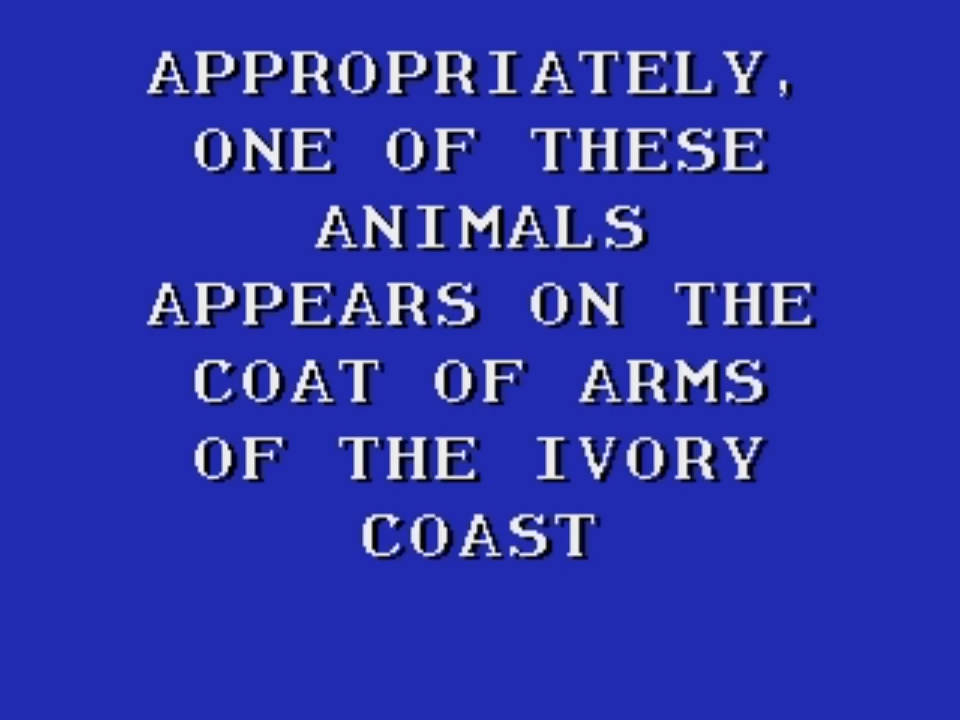 APPROPRIATELY,
ONE OF THESE
ANIMALS
APPEARS ON THE
COAT OF ARMS
OF THE IVORY
COAST